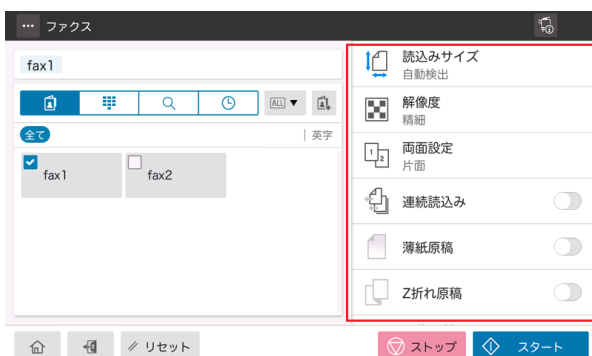 ファクス
fax1
ALL ▼
全て
英字
fax1
fax2
読込みサイズ
自動検出
解像度
精細
両面設定
片面
連続読込み
薄紙原稿
Z折れ原稿
リセット
ストップ
スタート